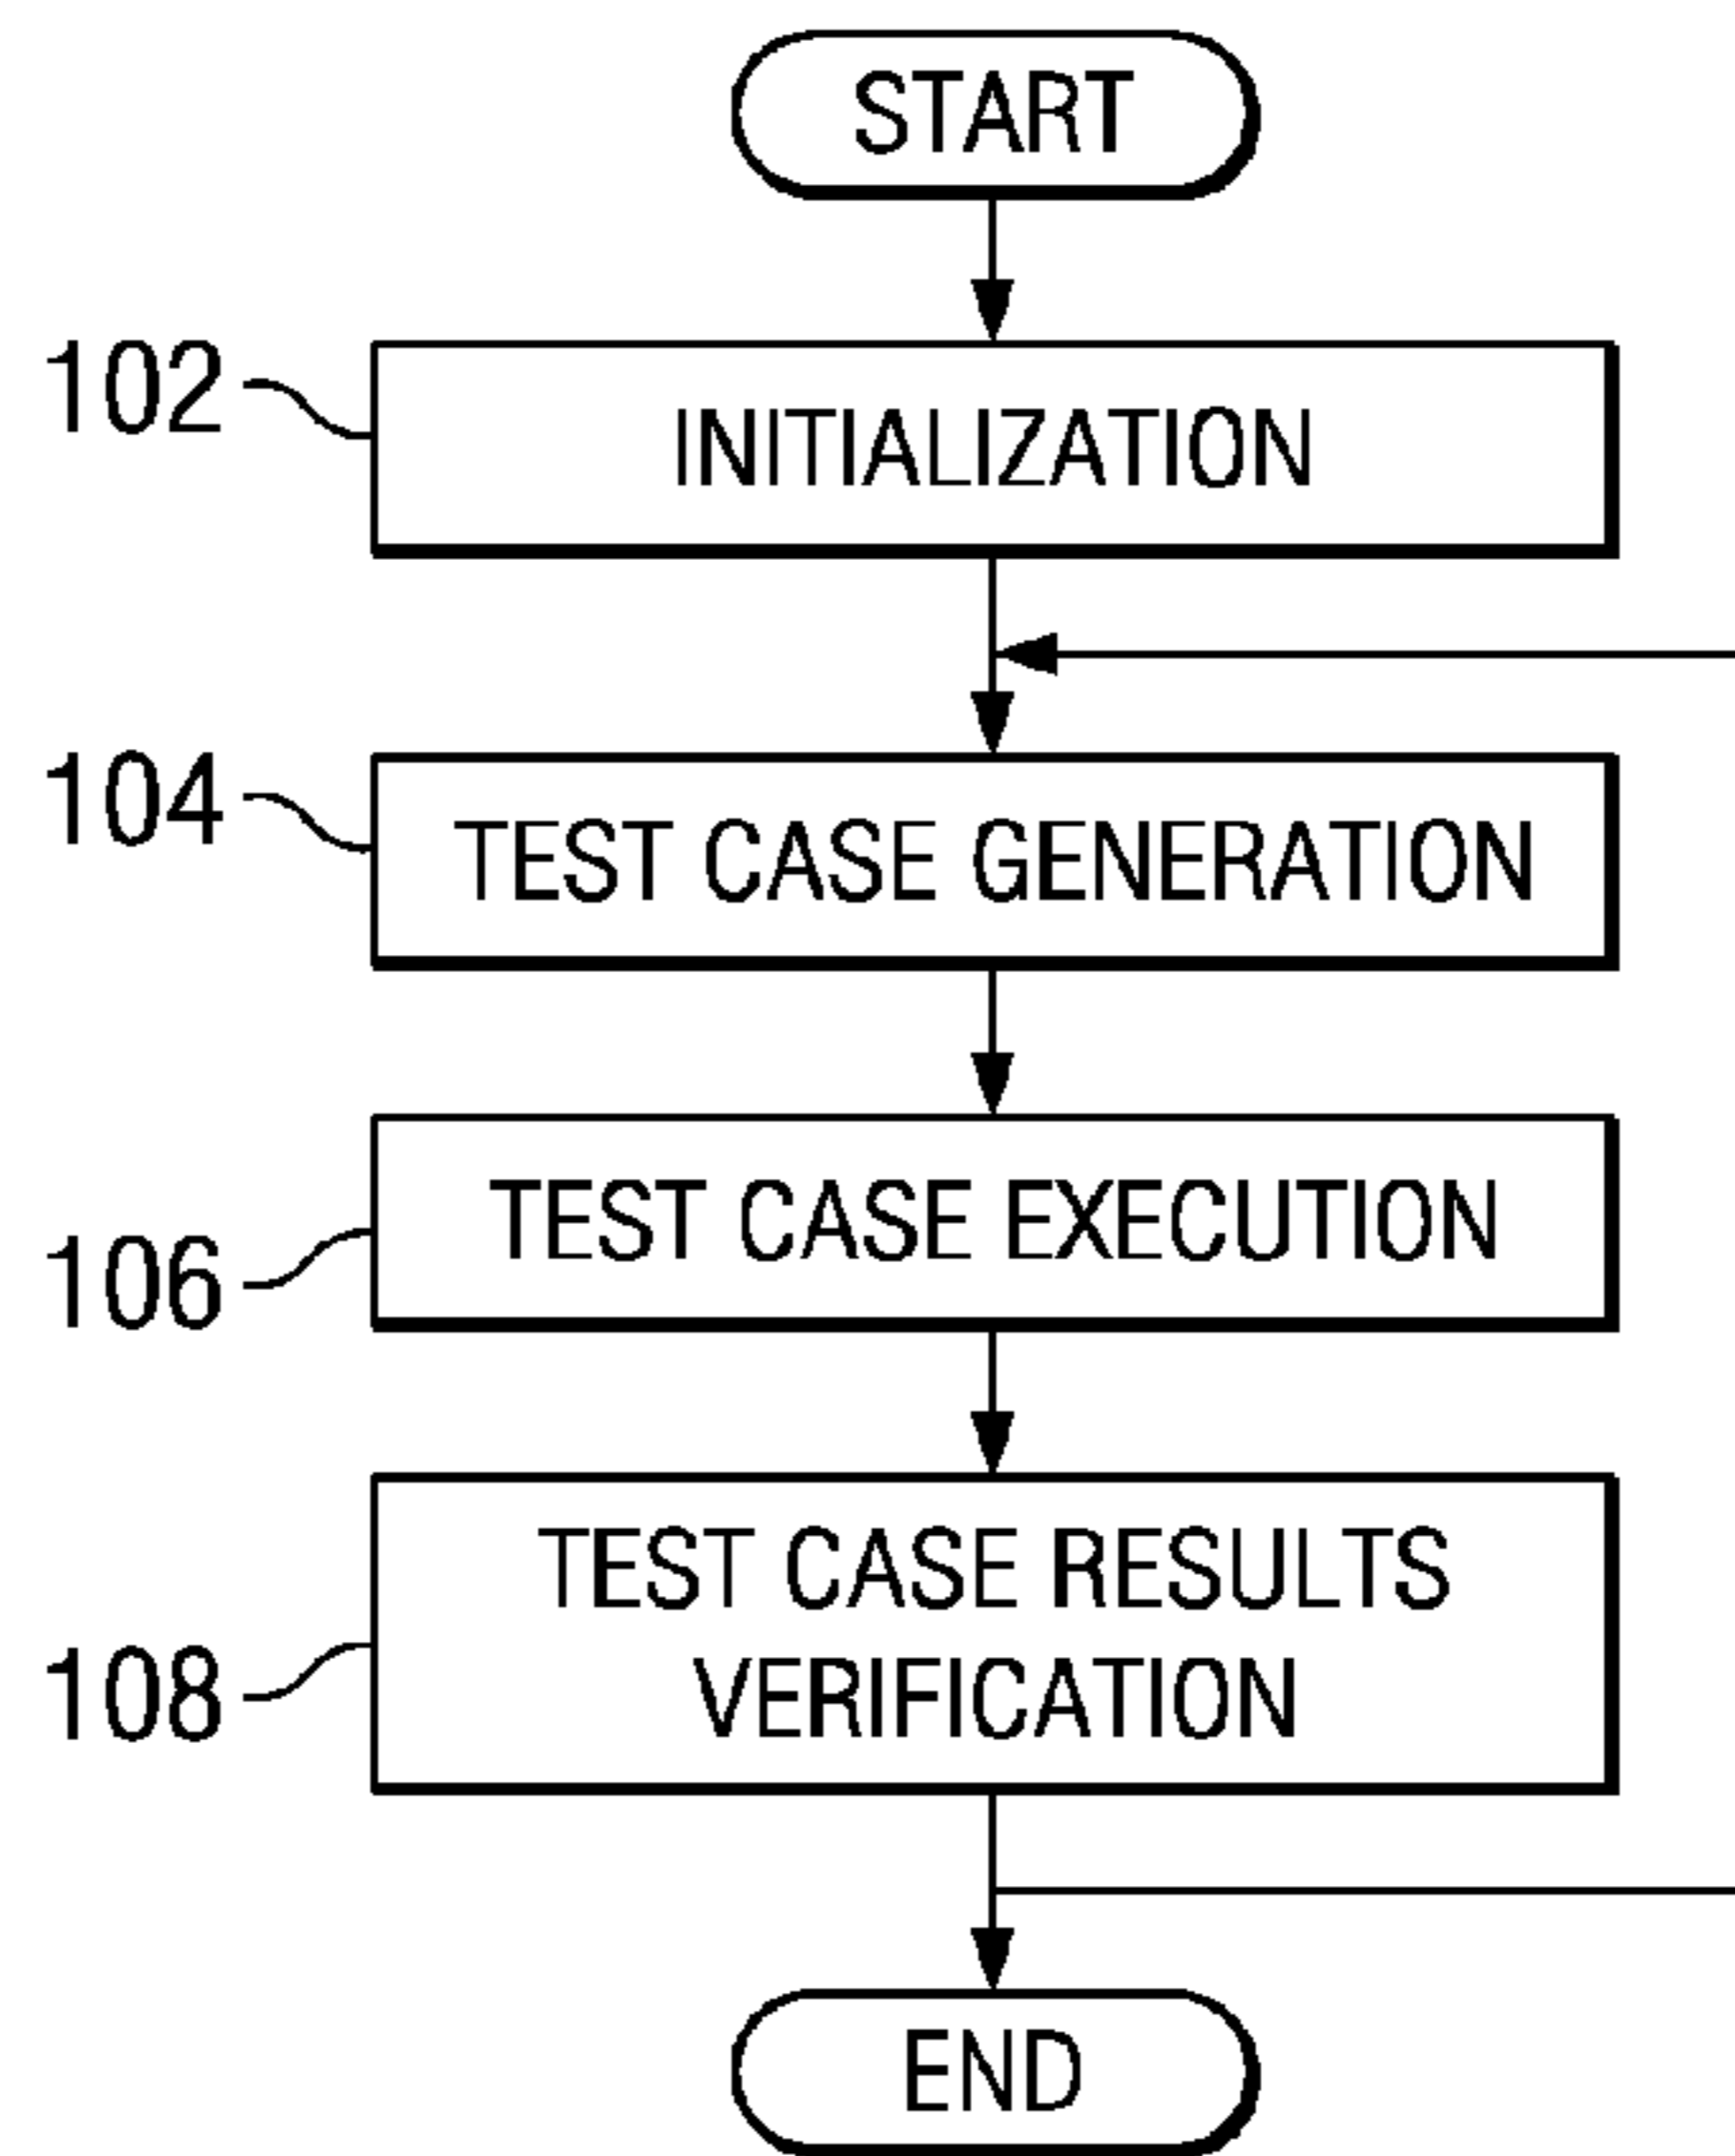 START
102
INITIALIZATION
104
TEST CASE GENERATION
106
TEST CASE EXECUTION
108
TEST CASE RESULTS
VERIFICATION
END